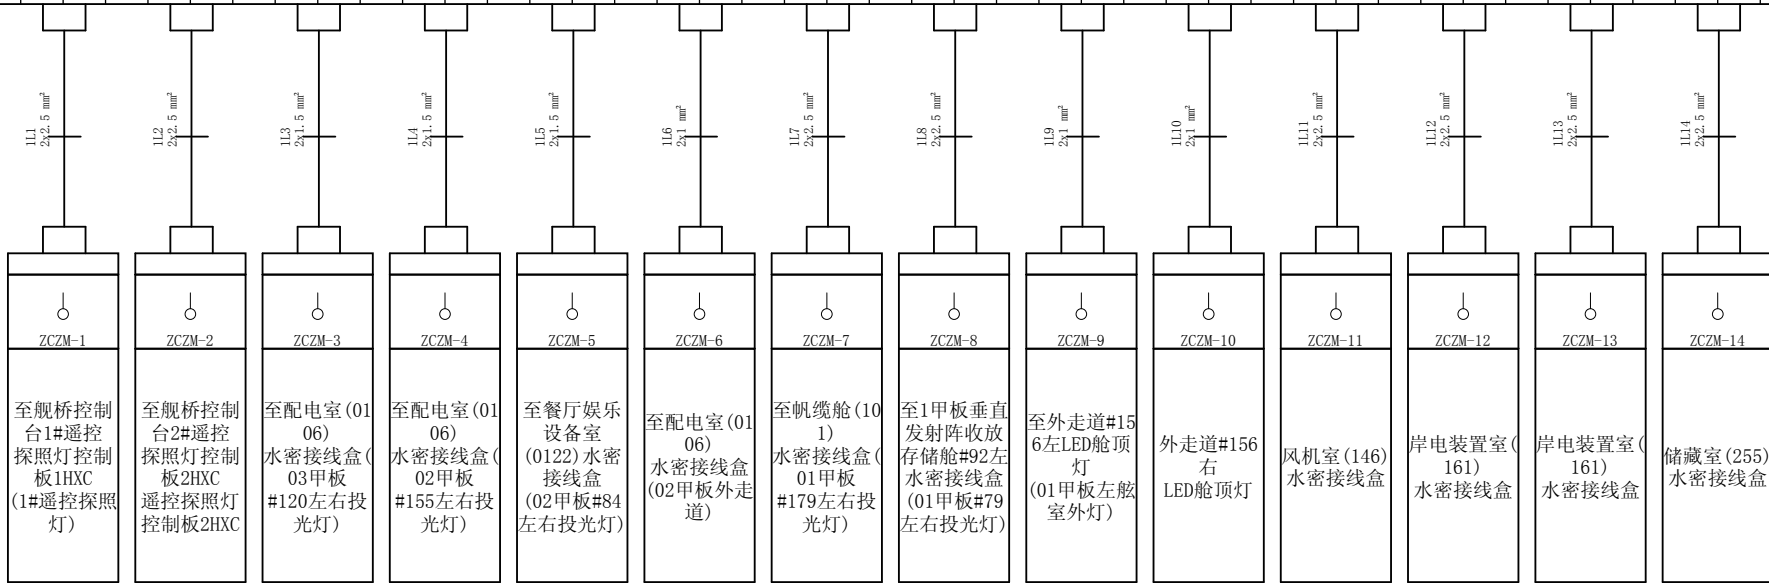 1L1
2x2.5 mm²
1L2
2x2.5 mm²
1L3
2x1.5 mm²
1L4
2x1.5 mm²
1L5
2x1.5 mm²
1L6
2x1 mm²
1L7
2x2.5 mm²
1L8
2x2.5 mm²
1L9
2x1 mm²
1L10
2x1 mm²
1L11
2x2.5 mm²
1L12
2x2.5 mm²
1L13
2x2.5 mm²
1L14
2x2.5 mm²
ZCZM-1
至舰桥控制
台1#遥控
探照灯控制
板1HXC
(1#遥控探照
灯)
ZCZM-2
至舰桥控制
台2#遥控
探照灯控制
板2HXC
遥控探照灯
控制板2HXC
ZCZM-3
至配电室(01
06)
水密接线盒(
03甲板
#120左右投
光灯)
ZCZM-4
至配电室(01
06)
水密接线盒(
02甲板
#155左右投
光灯)
ZCZM-5
至餐厅娱乐
设备室
(0122)水密
接线盒
(02甲板#84
左右投光灯)
ZCZM-6
至配电室(01
06)
水密接线盒
(02甲板外走
道)
ZCZM-7
至帆缆舱(10
1)
水密接线盒(
01甲板
#179左右投
光灯)
ZCZM-8
至1甲板垂直
发射阵收放
存储舱#92左
水密接线盒
(01甲板#79
左右投光灯)
ZCZM-9
至外走道#15
6左LED舱顶
灯
(01甲板左舷
室外灯)
ZCZM-10
外走道#156
右
LED舱顶灯
ZCZM-11
风机室(146)
水密接线盒
ZCZM-12
岸电装置室(
161)
水密接线盒
ZCZM-13
岸电装置室(
161)
水密接线盒
ZCZM-14
储藏室(255)
水密接线盒